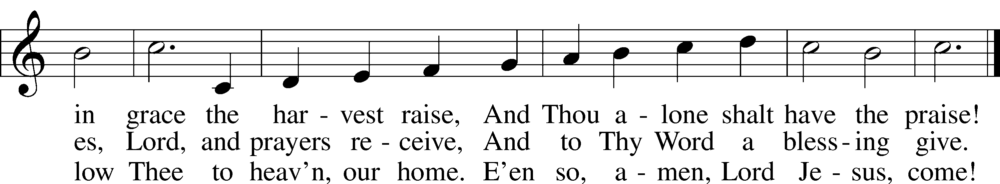 in grace the har - vest raise, And Thou a - lone shalt have the praise!
es, Lord, and prayers re - ceive, And to Thy Word a bless - ing give.
low Thee to heav’n, our home. E’en so, a - men, Lord Je - sus, come!